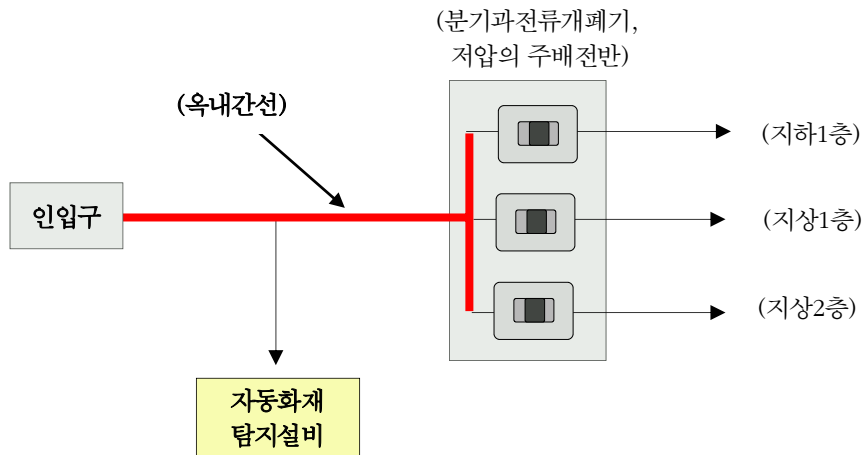 (분기과전류개폐기,
저압의 주배전반)
(옥내간선)
(지하1층)
인입구
(지상1층)
(지상2층)
자동화재
탐지설비